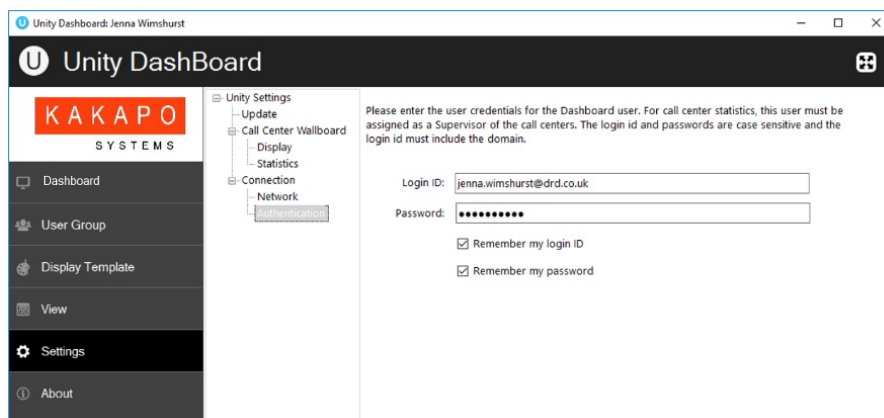 Unity Dashboard: Jenna Wimshurst
U Unity DashBoard
KAKAPO
SYSTEMS
Dashboard
User Group
Display Template
View
Settings
About
Unity Settings
Update
Call Center Wallboard
Display
Statistics
Connection
Network
Authentication
Please enter the user credentials for the Dashboard user. For call center statistics, this user must be
assigned as a Supervisor of the call centers. The login id and passwords are case sensitive and the
login id must include the domain.
Login ID: jenna.wimshurst@drd.co.uk
Password: ●●●●●●●●●●
Remember my login ID
Remember my password